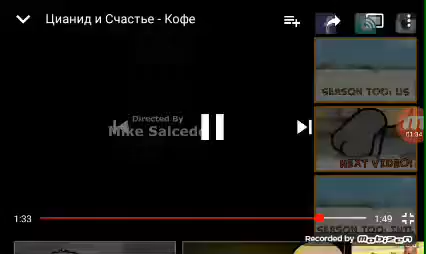 Цианид и Счастье - Кофе
SEASON TOO: US
Directed By
Mike Salcedo
01:34
NEXT VIDEO!
1:33
1:49
Recorded by MOBIZEN